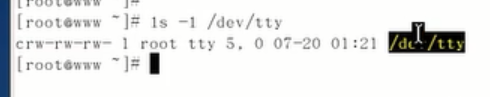 [root@www ~]# ls -l /dev/tty
crw-rw-rw- 1 root tty 5, 0 07-20 01:21 /dev/tty
[root@www ~]#